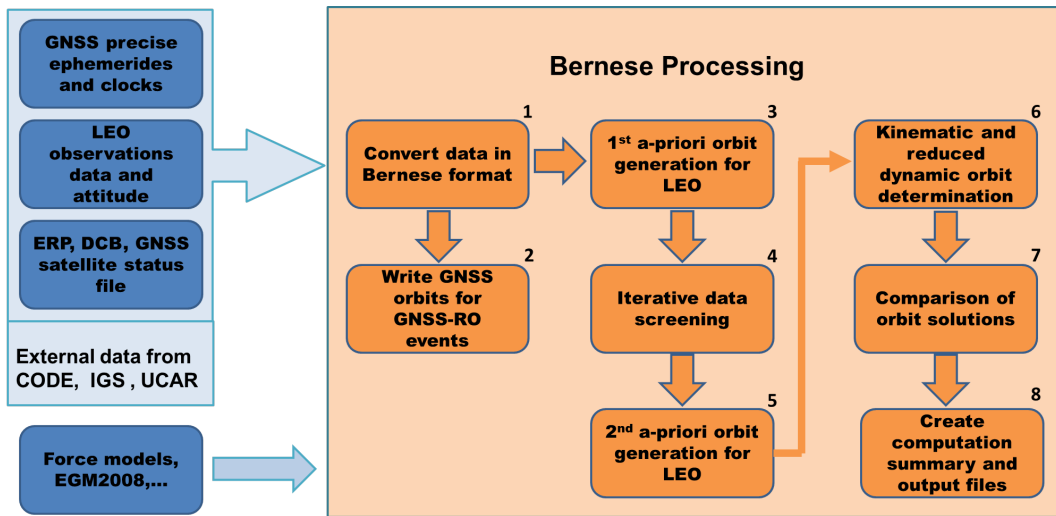 GNSS precise
ephemerides
and clocks
LEO
observations
data and
attitude
ERP, DCB, GNSS
satellite status
file
External data from
CODE, IGS , UCAR
Force models,
EGM2008,...
Bernese Processing
1
Convert data in
Bernese format
2
Write GNSS
orbits for
GNSS-RO
events
3
1st a-priori orbit
generation for
LEO
4
Iterative data
screening
5
2nd a-priori orbit
generation for
LEO
6
Kinematic and
reduced
dynamic orbit
determination
7
Comparison of
orbit solutions
8
Create
computation
summary and
output files